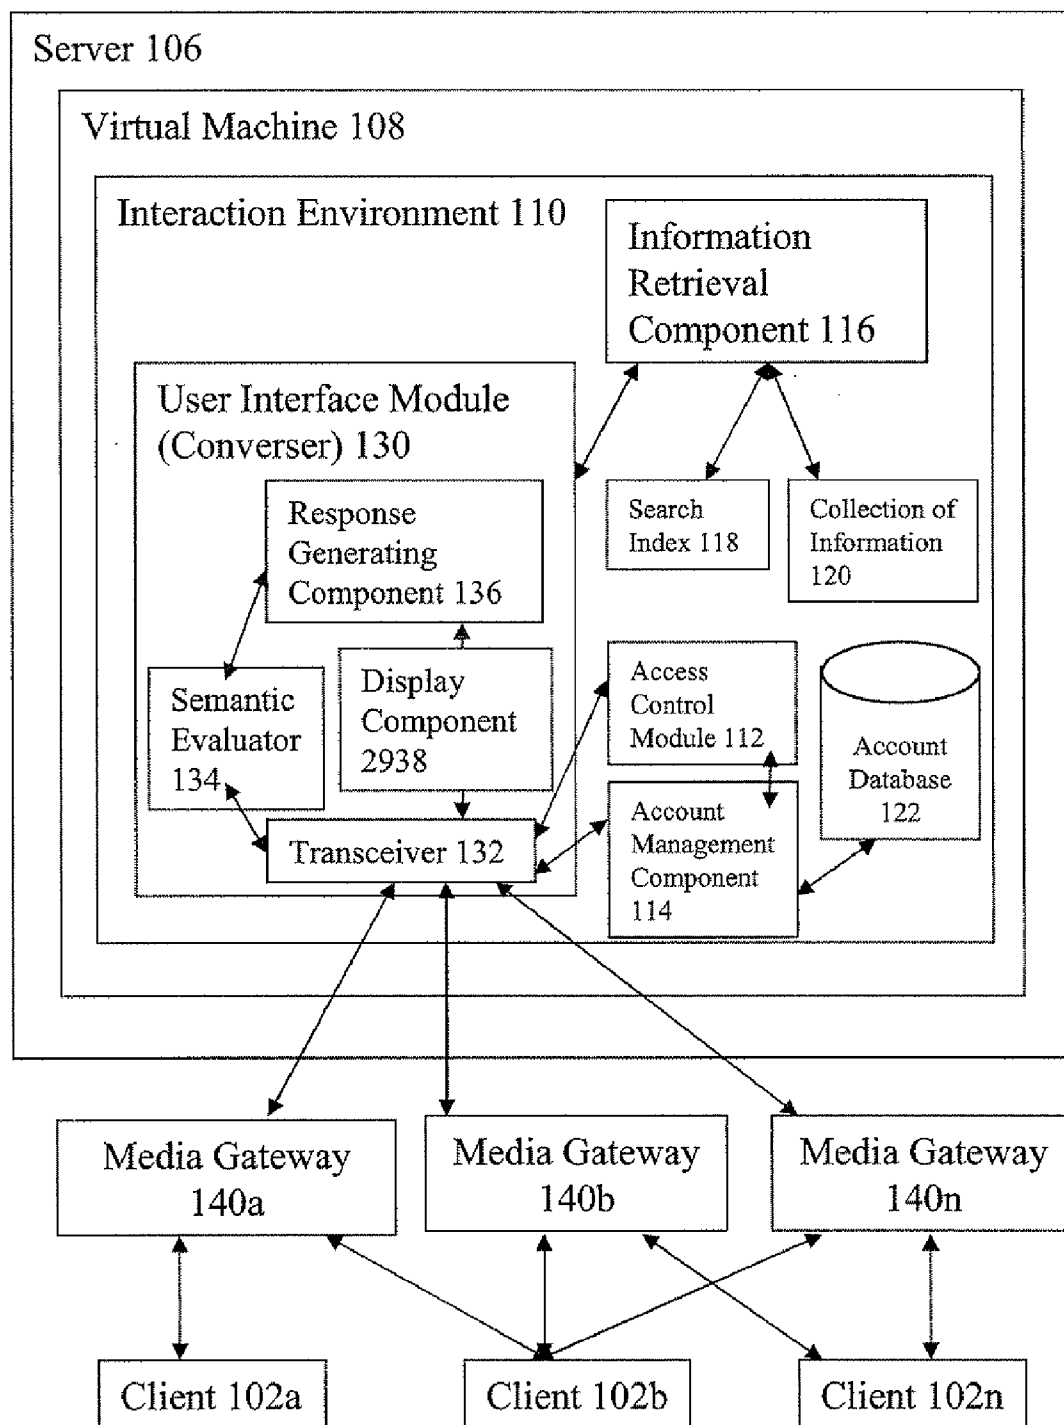 Server 106
Virtual Machine 108
Interaction Environment 110
Information
Retrieval
Component 116
User Interface Module
(Converser) 130
Response
Generating
Component 136
Search
Index 118
Collection of
Information
120
Semantic
Evaluator
134
Display
Component
2938
Access
Control
Module 112
Account
Database
122
Transceiver 132
Account
Management
Component
114
Media Gateway
140a
Media Gateway
140b
Media Gateway
140n
Client 102a
Client 102b
Client 102n